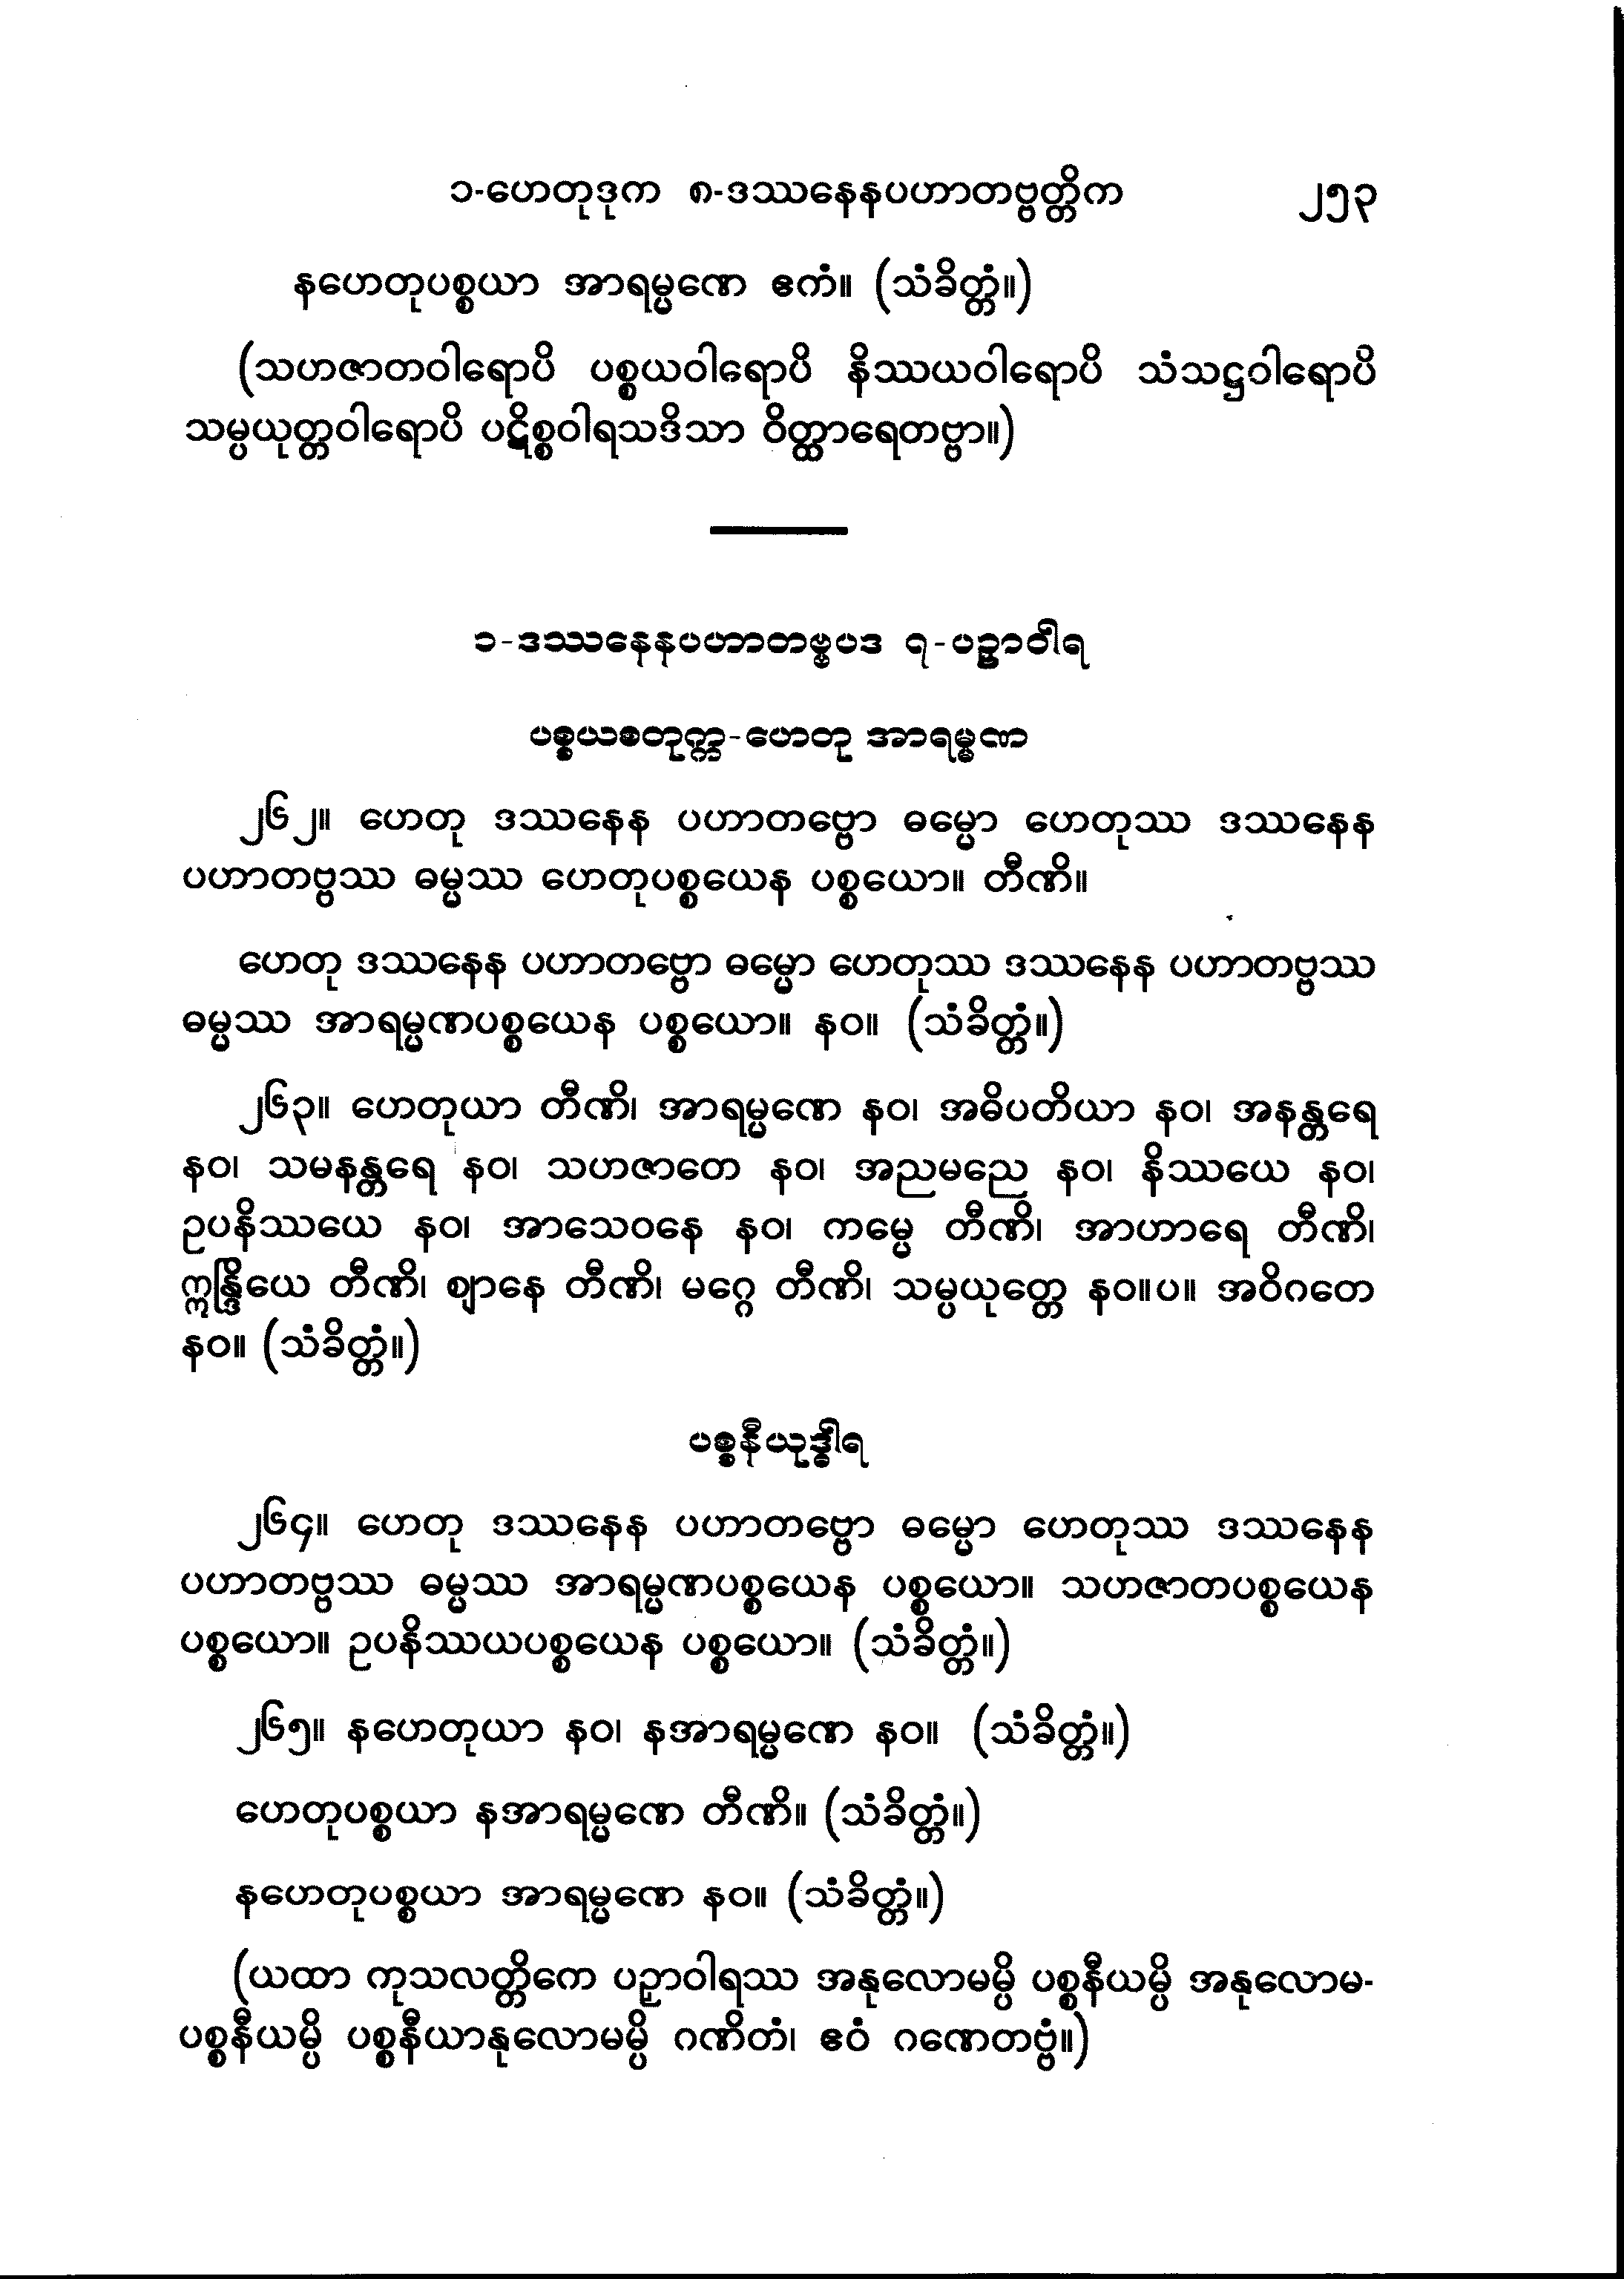 ၁-ဟေတုဒုက ၈-ဒဿနေနပဟာတဗ္ဗတ္တိက ၂၅၃
နဟေတုပစ္စယာ အာရမ္မဏေ ဧကံ။ (သံခိတ္တံ။)
(သဟဇာတဝါရောပိ ပစ္စယဝါရောပိ နိဿယဝါရောပိ သံသဋ္ဌဝါရောပိ
သမ္ပယုတ္တဝါရောပိ ပဋိစ္စဝါရသဒိသာ ဝိတ္ထာရေတဗ္ဗာ။)
၁-ဒဿနေနပဟာတဗ္ဗပဒ ၇-ပဉှာဝါရ
ပစ္စယစတုက္က-ဟေတု အာရမ္မဏ
၂၆၂။ ဟေတု ဒဿနေန ပဟာတဗ္ဗော ဓမ္မော ဟေတုဿ ဒဿနေန
ပဟာတဗ္ဗဿ ဓမ္မဿ ဟေတုပစ္စယေန ပစ္စယော။ တီဏိ။
ဟေတု ဒဿနေန ပဟာတဗ္ဗော ဓမ္မော ဟေတုဿ ဒဿနေန ပဟာတဗ္ဗဿ
ဓမ္မဿ အာရမ္မဏပစ္စယေန ပစ္စယော။ နဝ။ (သံခိတ္တံ။)
၂၆၃။ ဟေတုယာ တီဏိ၊ အာရမ္မဏေ နဝ၊ အဓိပတိယာ နဝ၊ အနန္တရေ
နဝ၊ သမနန္တရေ နဝ၊ သဟဇာတေ နဝ၊ အညမညေ နဝ၊ နိဿယေ နဝ၊
ဥပနိဿယေ နဝ၊ အာသေဝနေ နဝ၊ ကမ္မေ တီဏိ၊ အာဟာရေ တီဏိ၊
ဣန္ဒြိယေ တီဏိ၊ ဈာနေ တီဏိ၊ မဂ္ဂေ တီဏိ၊ သမ္ပယုတ္တေ နဝ။ပ။ အဝိဂတေ
နဝ။ (သံခိတ္တံ။)
ပစ္စနီယုဒ္ဓါရ
၂၆၄။ ဟေတု ဒဿနေန ပဟာတဗ္ဗော ဓမ္မော ဟေတုဿ ဒဿနေန
ပဟာတဗ္ဗဿ ဓမ္မဿ အာရမ္မဏပစ္စယေန ပစ္စယော။ သဟဇာတပစ္စယေန
ပစ္စယော။ ဥပနိဿယပစ္စယေန ပစ္စယော။ (သံခိတ္တံ။)
၂၆၅။ နဟေတုယာ နဝ၊ နအာရမ္မဏေ နဝ။ (သံခိတ္တံ။)
ဟေတုပစ္စယာ နအာရမ္မဏေ တီဏိ။ (သံခိတ္တံ။)
နဟေတုပစ္စယာ အာရမ္မဏေ နဝ။ (သံခိတ္တံ။)
(ယထာ ကုသလတ္တိကေ ပဉှာဝါရဿ အနုလောမမ္ပိ ပစ္စနီယမ္ပိ အနုလောမ-
ပစ္စနီယမ္ပိ ပစ္စနီယာနုလောမမ္ပိ ဂဏိတံ၊ ဧဝံ ဂဏေတဗ္ဗံ။)